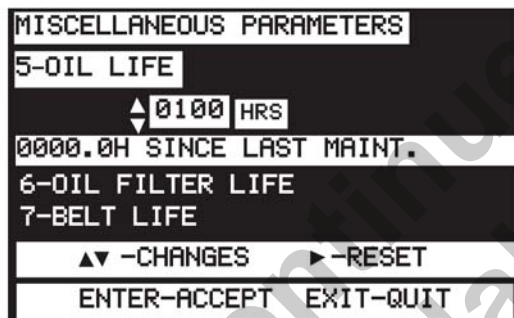 MISCELLANEOUS PARAMETERS
5-OIL LIFE
0100 HRS
0000.0H SINCE LAST MAINT.
6-OIL FILTER LIFE
7-BELT LIFE
▲▼ -CHANGES ►-RESET
ENTER-ACCEPT EXIT-QUIT